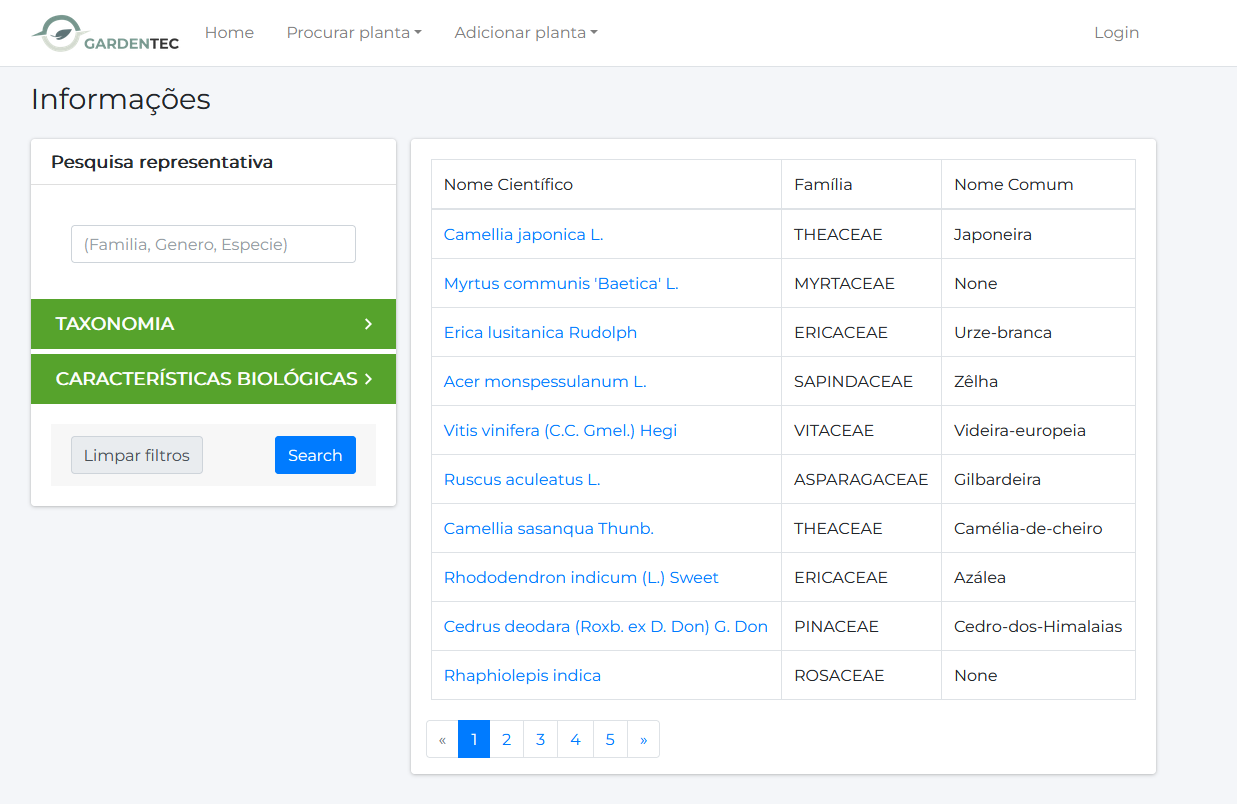 GARDENTEC Home Procurar planta Adicionar planta Login
Informações
Pesquisa representativa
(Familia, Genero, Especie)
TAXONOMIA
CARACTERÍSTICAS BIOLÓGICAS
Limpar filtros Search
Nome Científico Família Nome Comum
Camellia japonica L. THEACEAE Japoneira
Myrtus communis 'Baetica' L. MYRTACEAE None
Erica lusitanica Rudolph ERICACEAE Urze-branca
Acer monspessulanum L. SAPINDACEAE Zêlha
Vitis vinifera (C.C. Gmel.) Hegi VITACEAE Videira-europeia
Ruscus aculeatus L. ASPARAGACEAE Gilbardeira
Camellia sasanqua Thunb. THEACEAE Camélia-de-cheiro
Rhododendron indicum (L.) Sweet ERICACEAE Azálea
Cedrus deodara (Roxb. ex D. Don) G. Don PINACEAE Cedro-dos-Himalaias
Rhaphiolepis indica ROSACEAE None
« 1 2 3 4 5 »